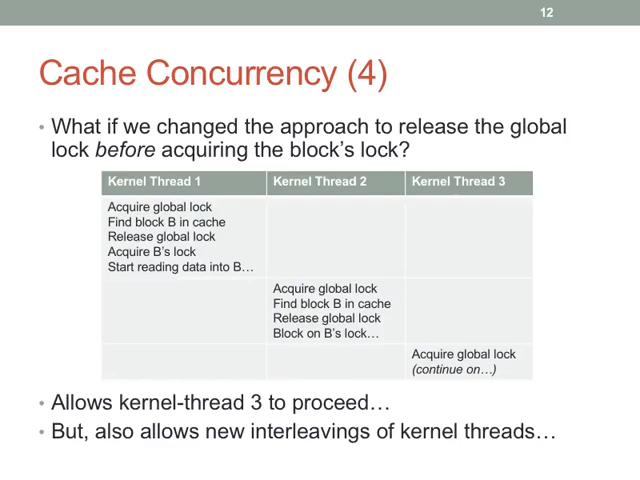 12
Cache Concurrency (4)
• What if we changed the approach to release the global
lock before acquiring the block's lock?
Kernel Thread 1 Kernel Thread 2 Kernel Thread 3
Acquire global lock
Find block B in cache
Release global lock
Acquire B's lock
Start reading data into B…
Acquire global lock
Find block B in cache
Release global lock
Block on B's lock…
Acquire global lock
(continue on…)
• Allows kernel-thread 3 to proceed…
• But, also allows new interleavings of kernel threads…